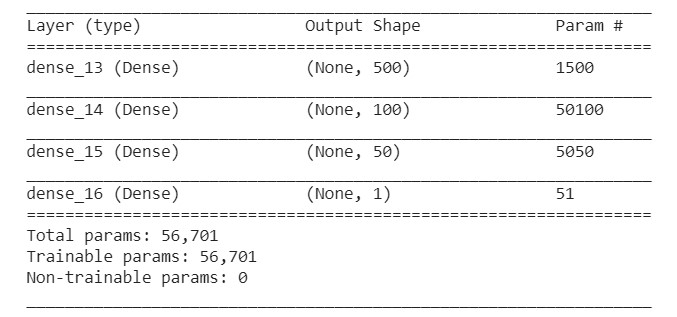 Layer (type) Output Shape Param #
=================================================================
dense_13 (Dense) (None, 500) 1500
dense_14 (Dense) (None, 100) 50100
dense_15 (Dense) (None, 50) 5050
dense_16 (Dense) (None, 1) 51
=================================================================
Total params: 56,701
Trainable params: 56,701
Non-trainable params: 0